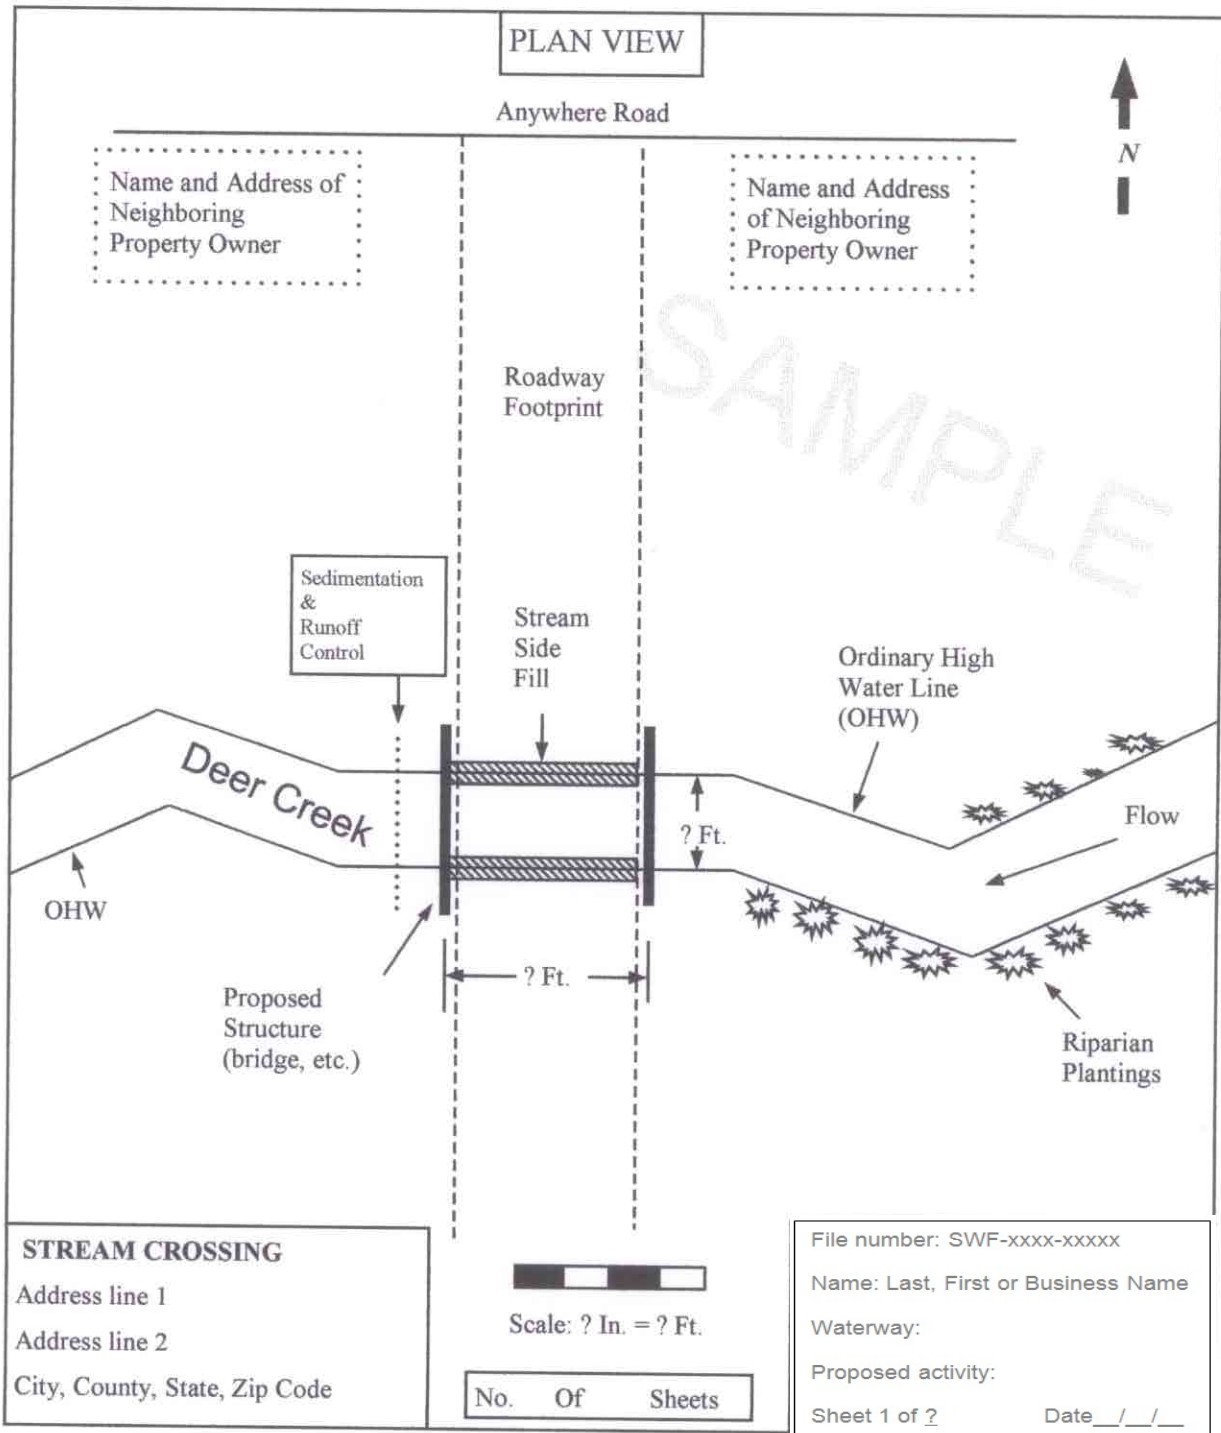 PLAN VIEW
Anywhere Road
N
Name and Address of
Neighboring
Property Owner
Name and Address
of Neighboring
Property Owner
SAMPLE
Roadway
Footprint
Sedimentation
&
Runoff
Control
Stream
Side
Fill
Ordinary High
Water Line
(OHW)
Deer Creek
? Ft.
Flow
OHW
? Ft.
Proposed
Structure
(bridge, etc.)
Riparian
Plantings
STREAM CROSSING
Address line 1
Address line 2
City, County, State, Zip Code
Scale: ? In. = ? Ft.
No. Of Sheets
File number: SWF-xxxx-xxxxx
Name: Last, First or Business Name
Waterway:
Proposed activity:
Sheet 1 of ? Date__/__/__